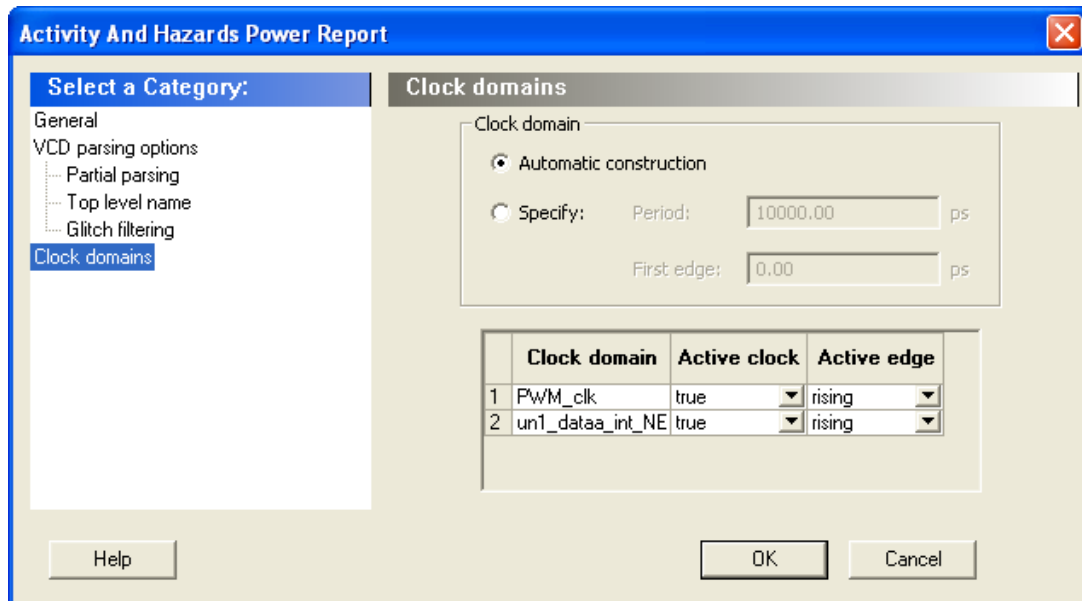 Activity And Hazards Power Report
Select a Category:
General
VCD parsing options
Partial parsing
Top level name
Glitch filtering
Clock domains
Clock domains
Clock domain
Automatic construction
Specify: Period: 10000.00 ps
First edge: 0.00 ps
Clock domain Active clock Active edge
1 PWM_clk true rising
2 un1_dataa_int_NE true rising
Help OK Cancel